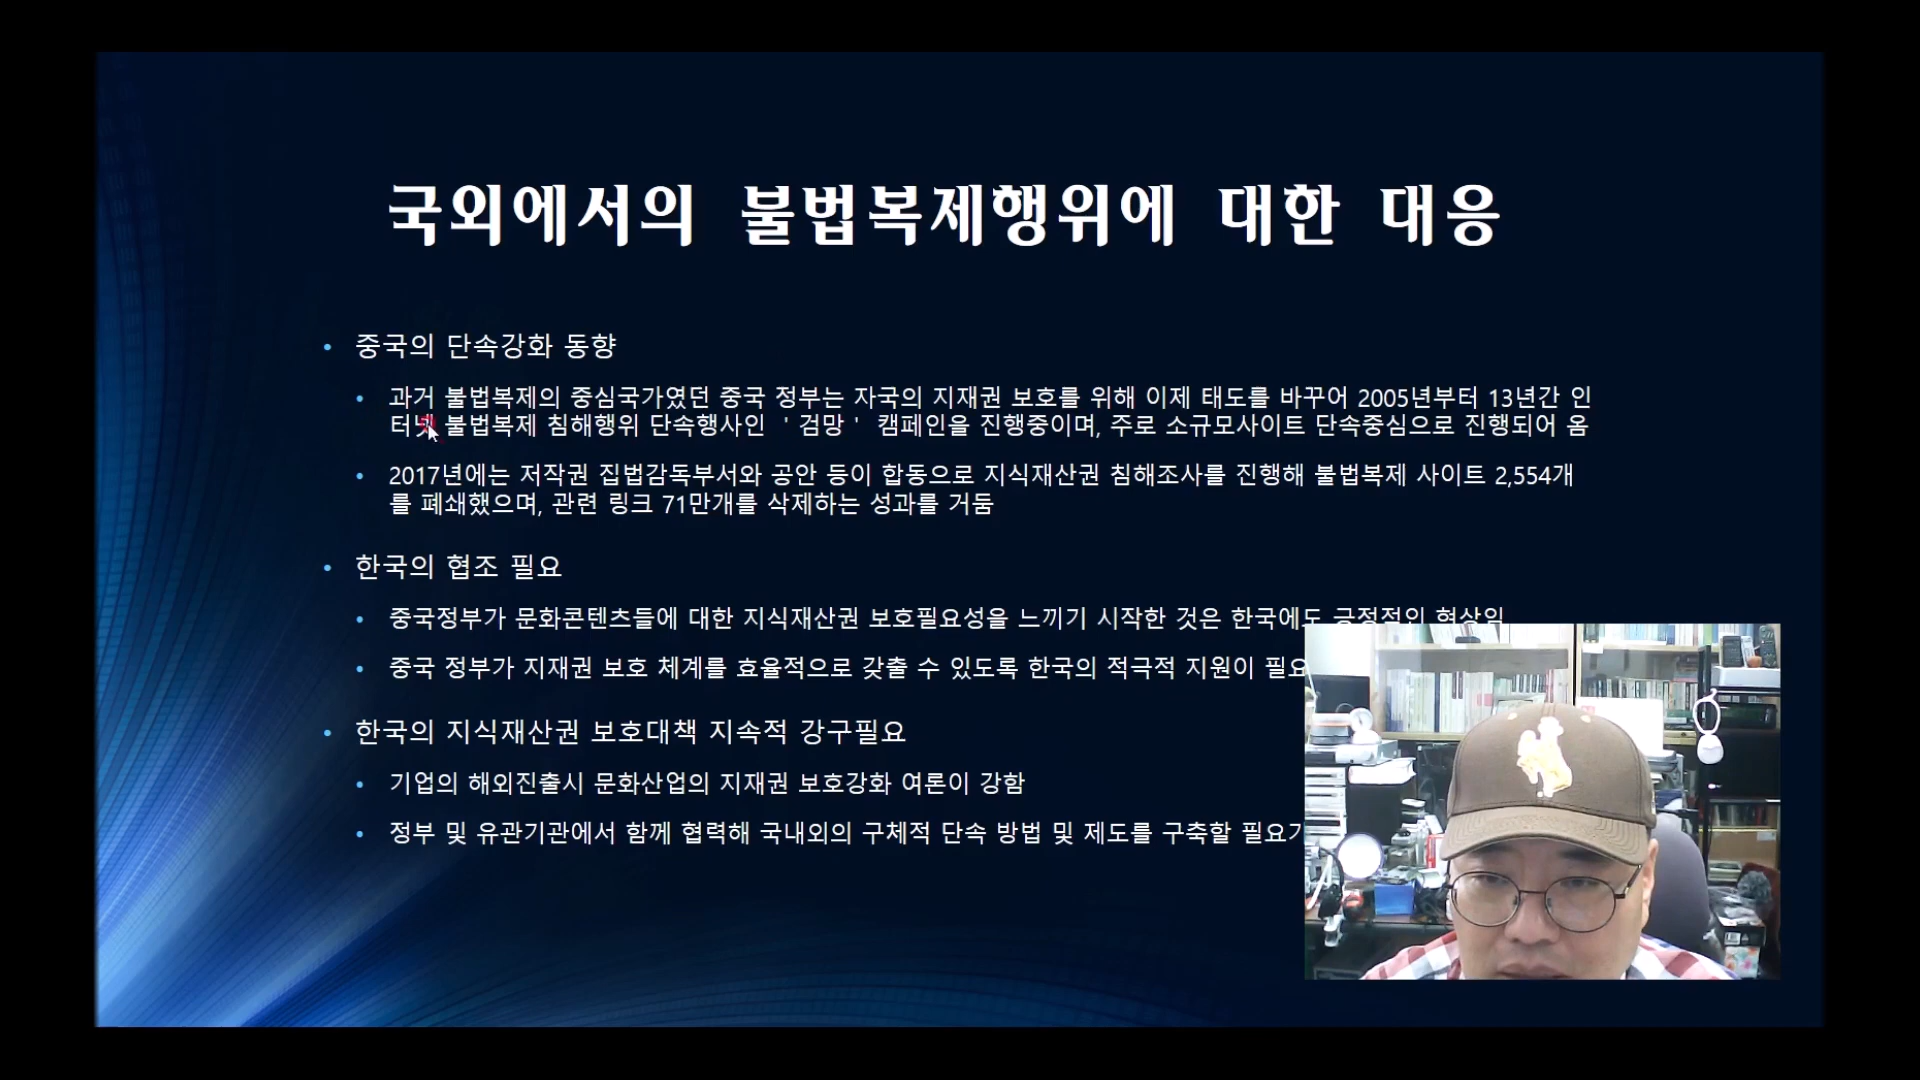 국외에서의 불법복제행위에 대한 대응
• 중국의 단속강화 동향
• 과거 불법복제의 중심국가였던 중국 정부는 자국의 지재권 보호를 위해 이제 태도를 바꾸어 2005년부터 13년간 인
터넷 불법복제 침해행위 단속행사인 '검망' 캠페인을 진행중이며, 주로 소규모사이트 단속중심으로 진행되어 옴
• 2017년에는 저작권 집법감독부서와 공안 등이 합동으로 지식재산권 침해조사를 진행해 불법복제 사이트 2,554개
를 폐쇄했으며, 관련 링크 71만개를 삭제하는 성과를 거둠
• 한국의 협조 필요
• 중국정부가 문화콘텐츠들에 대한 지식재산권 보호필요성을 느끼기 시작한 것은 한국에도 긍정적인 현상임
• 중국 정부가 지재권 보호 체계를 효율적으로 갖출 수 있도록 한국의 적극적 지원이 필요
• 한국의 지식재산권 보호대책 지속적 강구필요
• 기업의 해외진출시 문화산업의 지재권 보호강화 여론이 강함
• 정부 및 유관기관에서 함께 협력해 국내외의 구체적 단속 방법 및 제도를 구축할